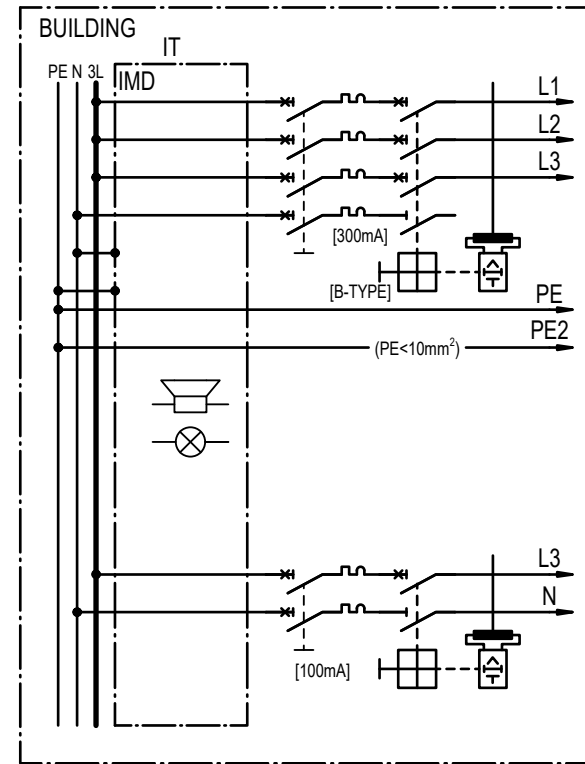 BUILDING
IT
PE N 3L
IMD
L1
L2
L3
[300mA]
[B-TYPE]
PE
PE2
(PE<10mm²)
L3
N
[100mA]